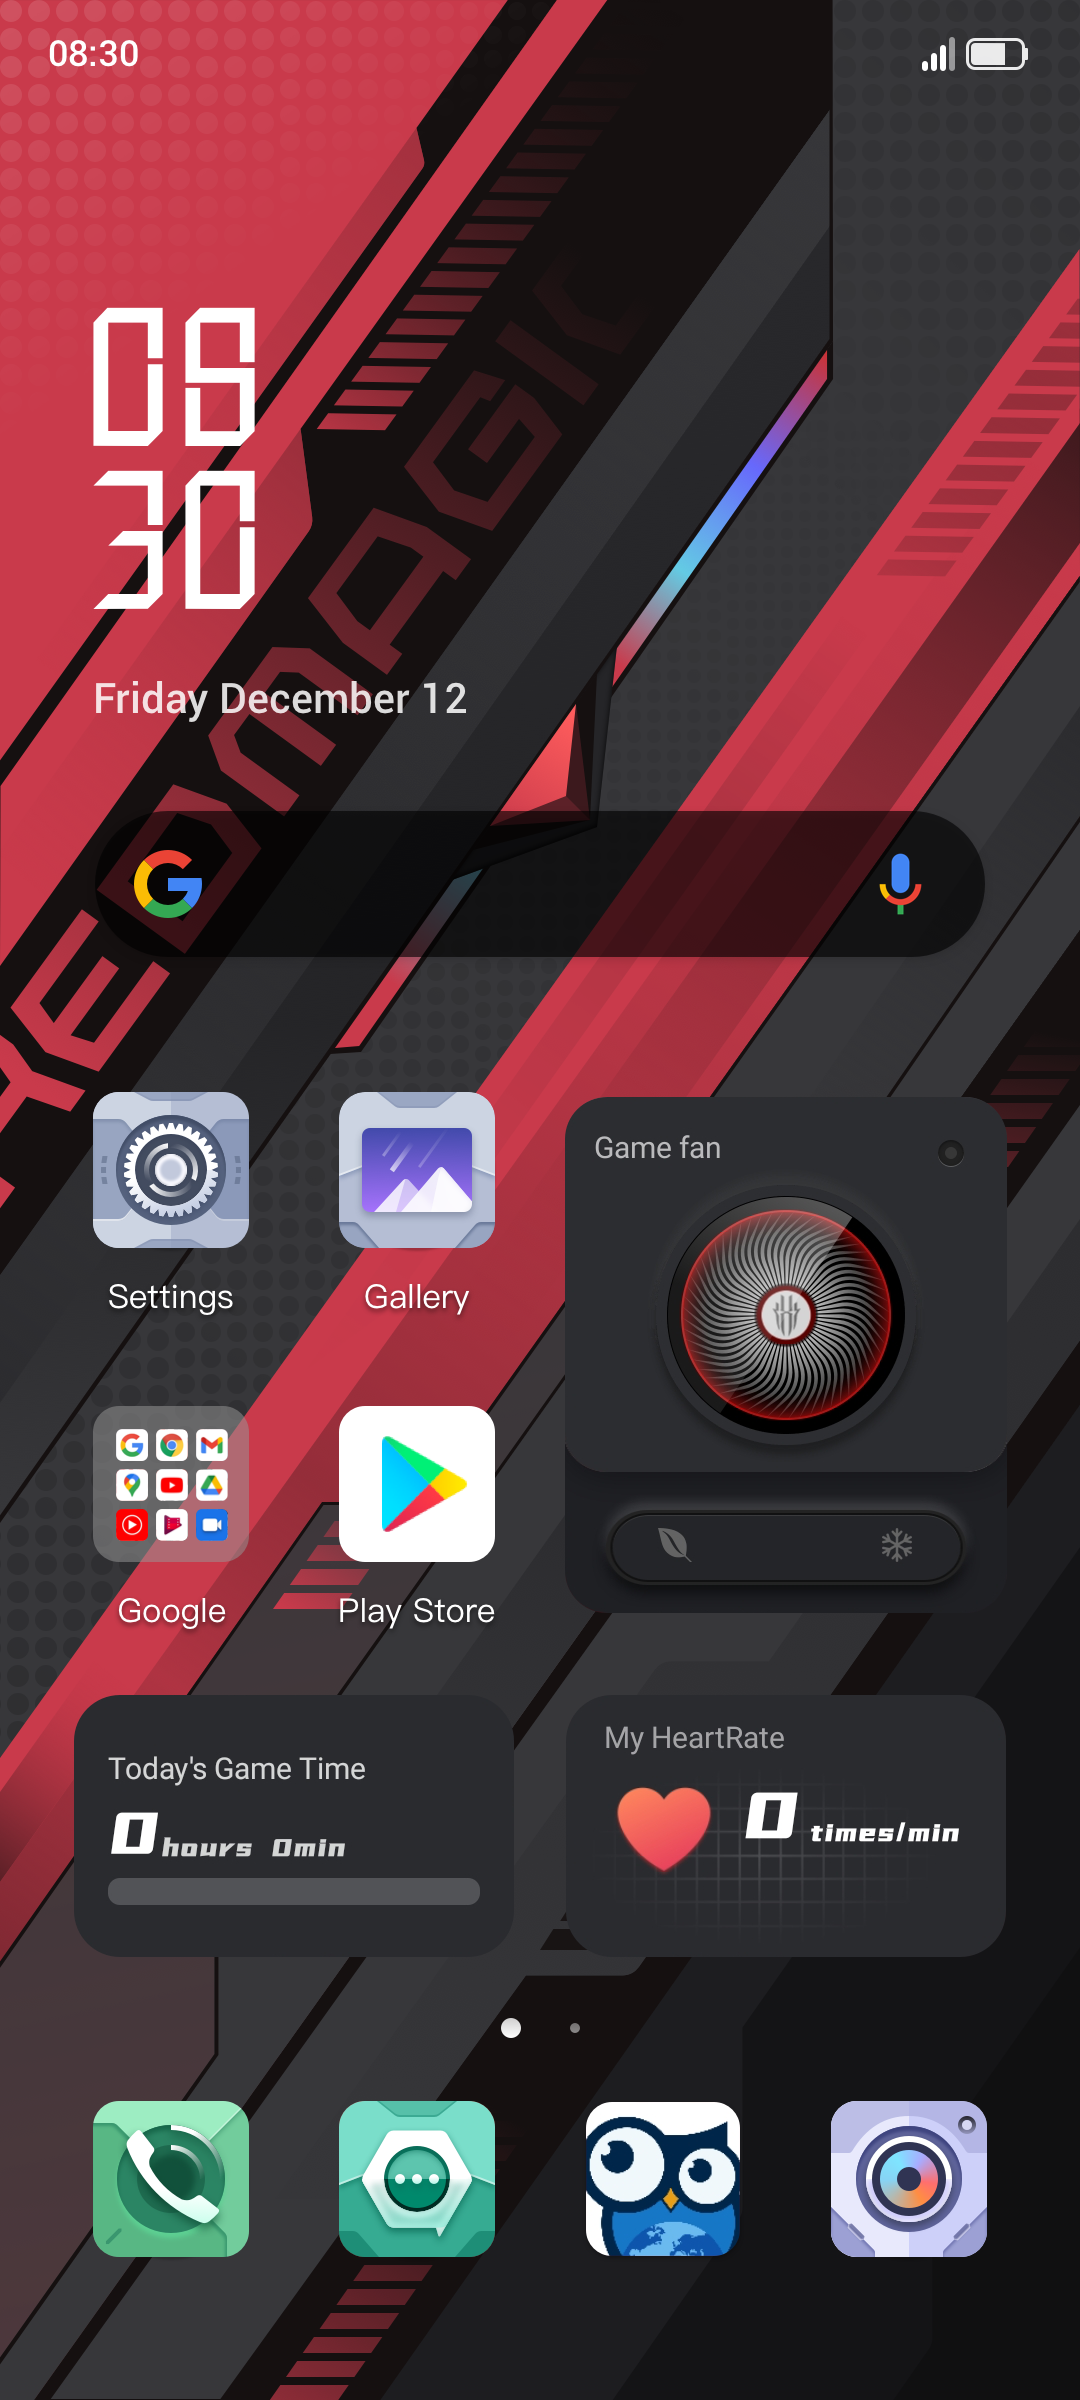 08:30
08
30
Friday December 12
Settings
Gallery
Game fan
Google
Play Store
Today's Game Time
0 hours 0min
My HeartRate
0 times/min